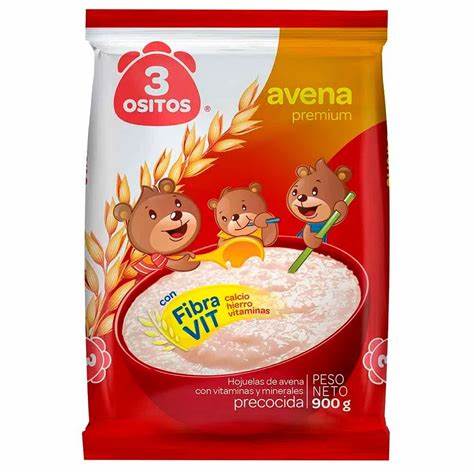 3
OSITOS ®
avena
premium
con
Fibra
VIT
calcio
hierro
vitaminas
Hojuelas de avena
con vitaminas y minerales
precocida
PESO
NETO
900 g